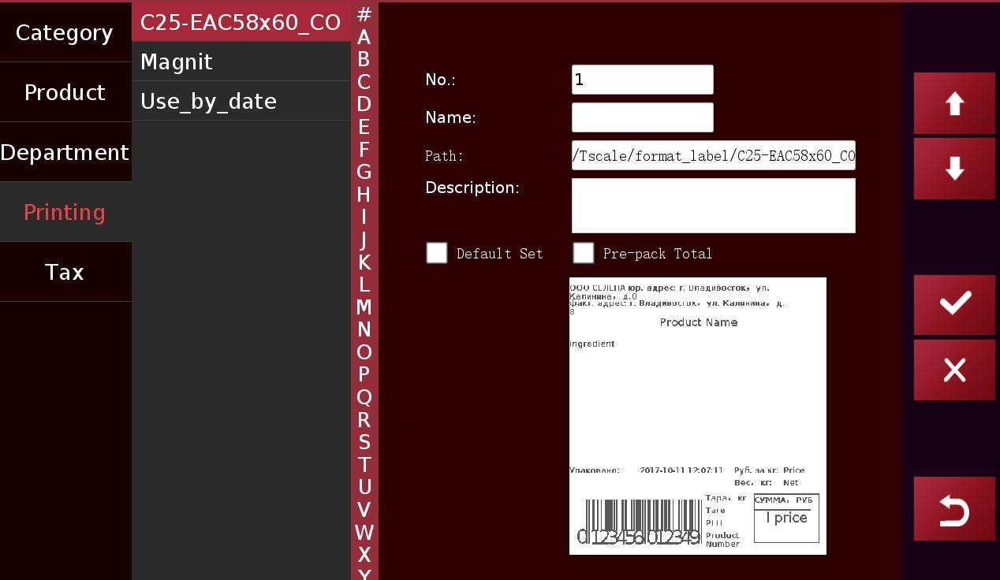 Category
Product
Department
Printing
Tax
C25-EAC58x60_CO
Magnit
Use_by_date
#
A
B
C
D
E
F
G
H
I
J
K
L
M
N
O
P
Q
R
S
T
U
V
W
X
Y
No.:
1
Name:
Path:
/Tscale/format_label/C25-EAC58x60_CO
Description:
Default Set
Pre-pack Total
ООО СЕЛЕНА юр. адрес: г. Владивосток, ул.
Калинина, д.0
факт. адрес: г. Владивосток, ул. Калинина, д.
8
Product Name
Ingredient
Упаковано: 2017-10-11 12:07:11 Руб. за кг: Price
Вес, кг: Net
Тара, кг
СУММА, РУБ
Tare
PLU
Product
Number
price
0123456012349